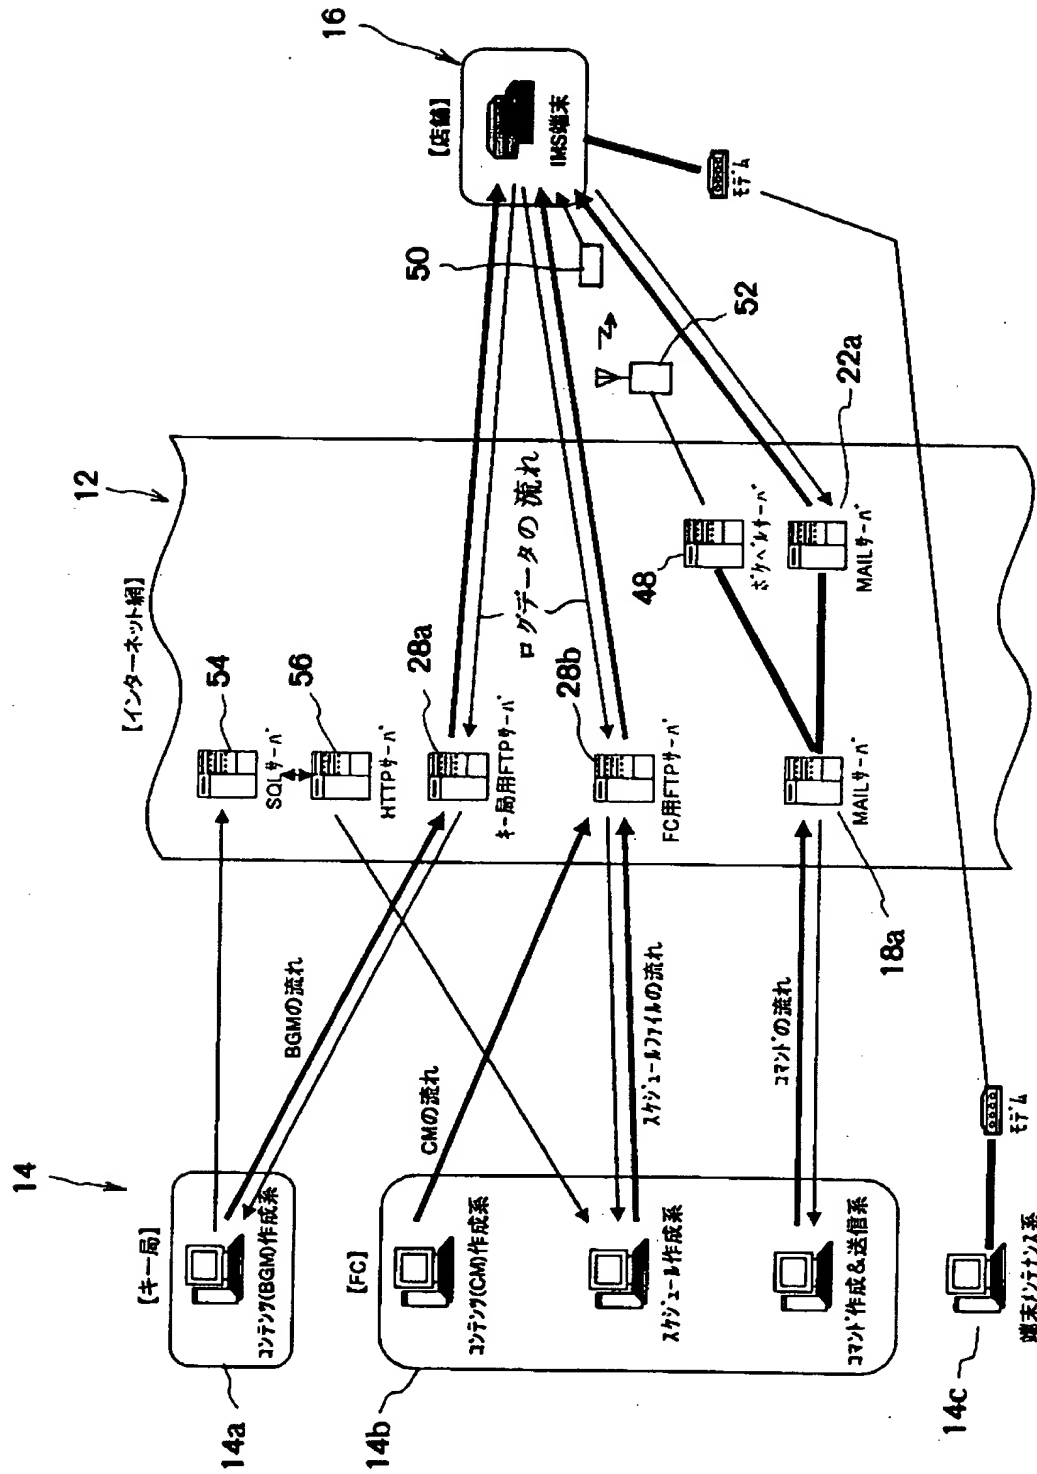 14
12
16
【キー局】
コンテンツ(BGM)作成系
14a
【FC】
コンテンツ(CM)作成系
スケジュール作成系
コマンド作成&送信系
14b
端末メンテナンス系
14c
モデム
BGMの流れ
CMの流れ
スケジュールファイルの流れ
コマンドの流れ
【インターネット網】
SQLサーバ
54
HTTPサーバ
56
キー局用FTPサーバ
28a
FC用FTPサーバ
28b
MAILサーバ
18a
ログデータの流れ
ポケベルサーバ
48
MAILサーバ
22a
50
52
【店舗】
IMS端末
モデム